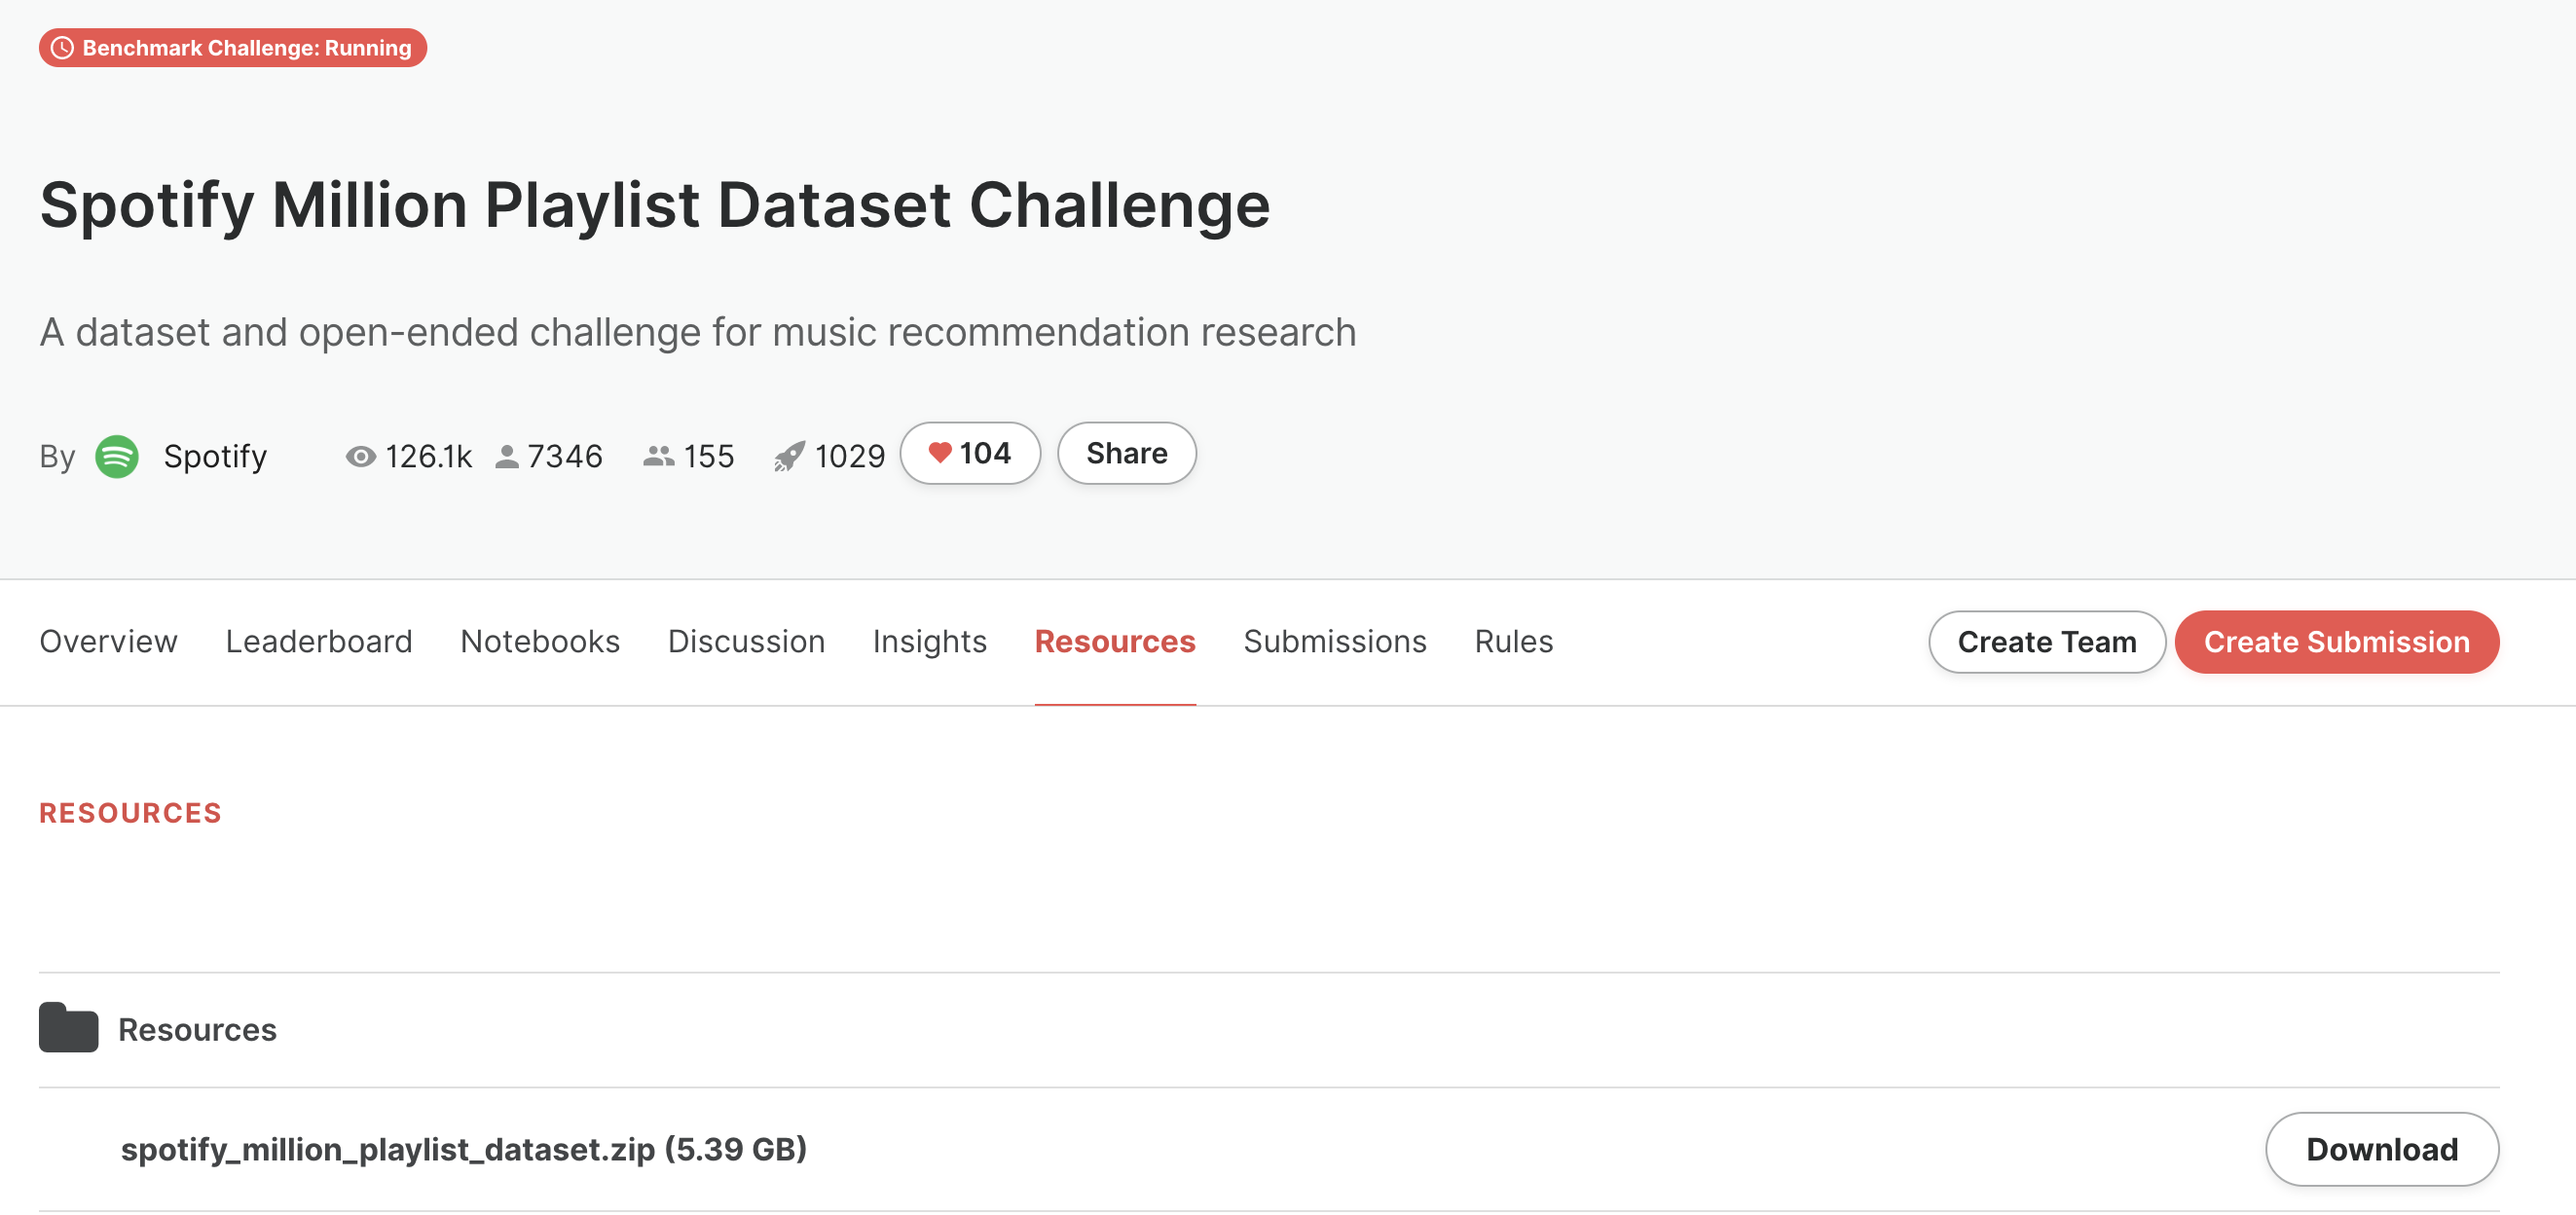 Benchmark Challenge: Running
Spotify Million Playlist Dataset Challenge
A dataset and open-ended challenge for music recommendation research
By Spotify 126.1k 7346 155 1029 104 Share
Overview Leaderboard Notebooks Discussion Insights Resources Submissions Rules Create Team Create Submission
RESOURCES
Resources
spotify_million_playlist_dataset.zip (5.39 GB) Download